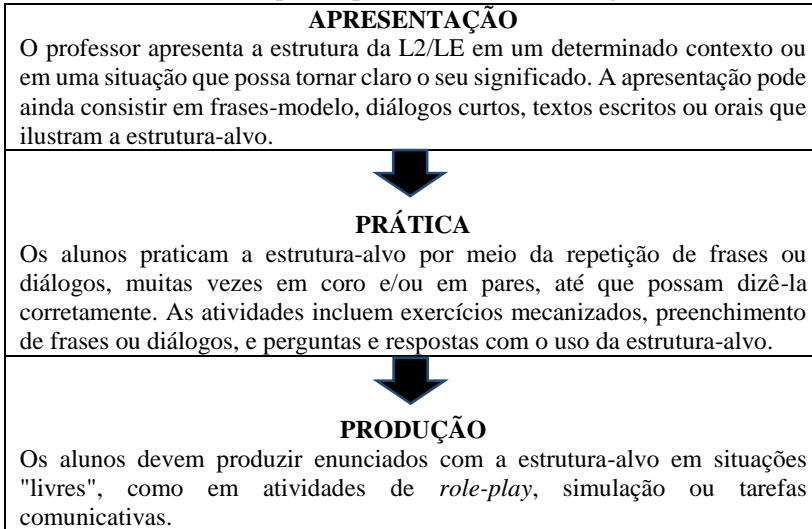 APRESENTAÇÃO
O professor apresenta a estrutura da L2/LE em um determinado contexto ou
em uma situação que possa tornar claro o seu significado. A apresentação pode
ainda consistir em frases-modelo, diálogos curtos, textos escritos ou orais que
ilustram a estrutura-alvo.
PRÁTICA
Os alunos praticam a estrutura-alvo por meio da repetição de frases ou
diálogos, muitas vezes em coro e/ou em pares, até que possam dizê-la
corretamente. As atividades incluem exercícios mecanizados, preenchimento
de frases ou diálogos, e perguntas e respostas com o uso da estrutura-alvo.
PRODUÇÃO
Os alunos devem produzir enunciados com a estrutura-alvo em situações
"livres", como em atividades de role-play, simulação ou tarefas
comunicativas.